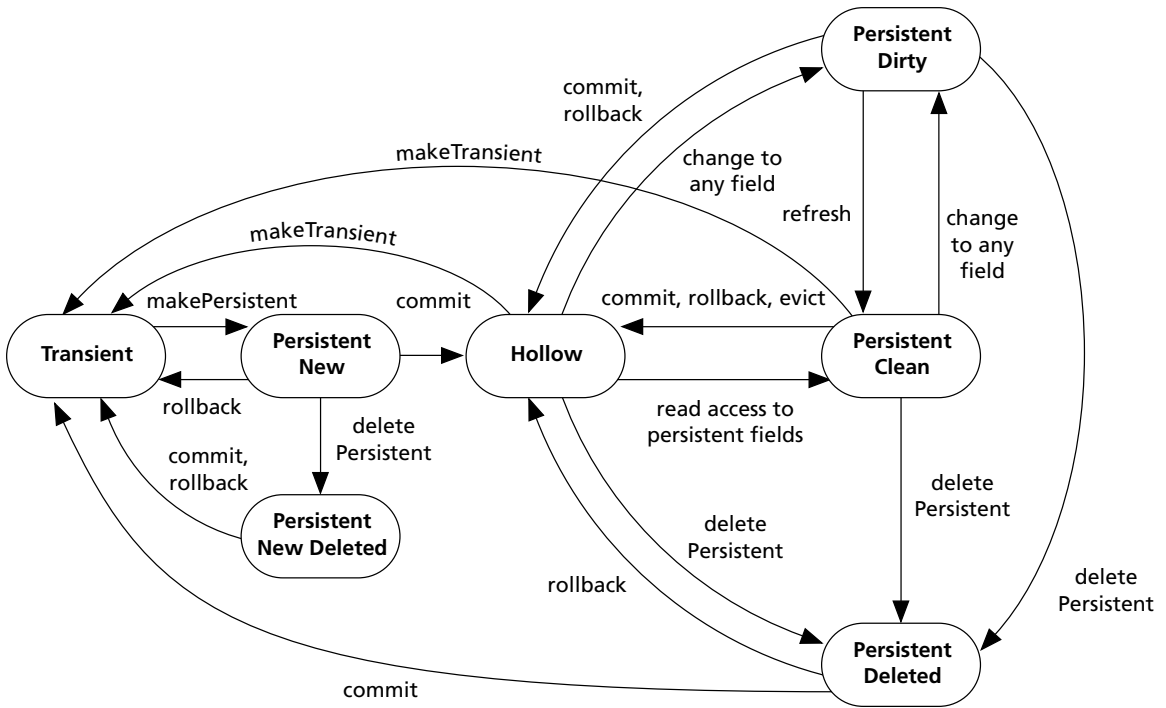 Persistent
Dirty
commit,
rollback
makeTransient
change to
any field
refresh
change
to any
field
makeTransient
makePersistent
commit
commit, rollback, evict
Transient
Persistent
New
Hollow
Persistent
Clean
rollback
delete
Persistent
read access to
persistent fields
commit,
rollback
delete
Persistent
Persistent
New Deleted
delete
Persistent
rollback
delete
Persistent
Persistent
Deleted
commit